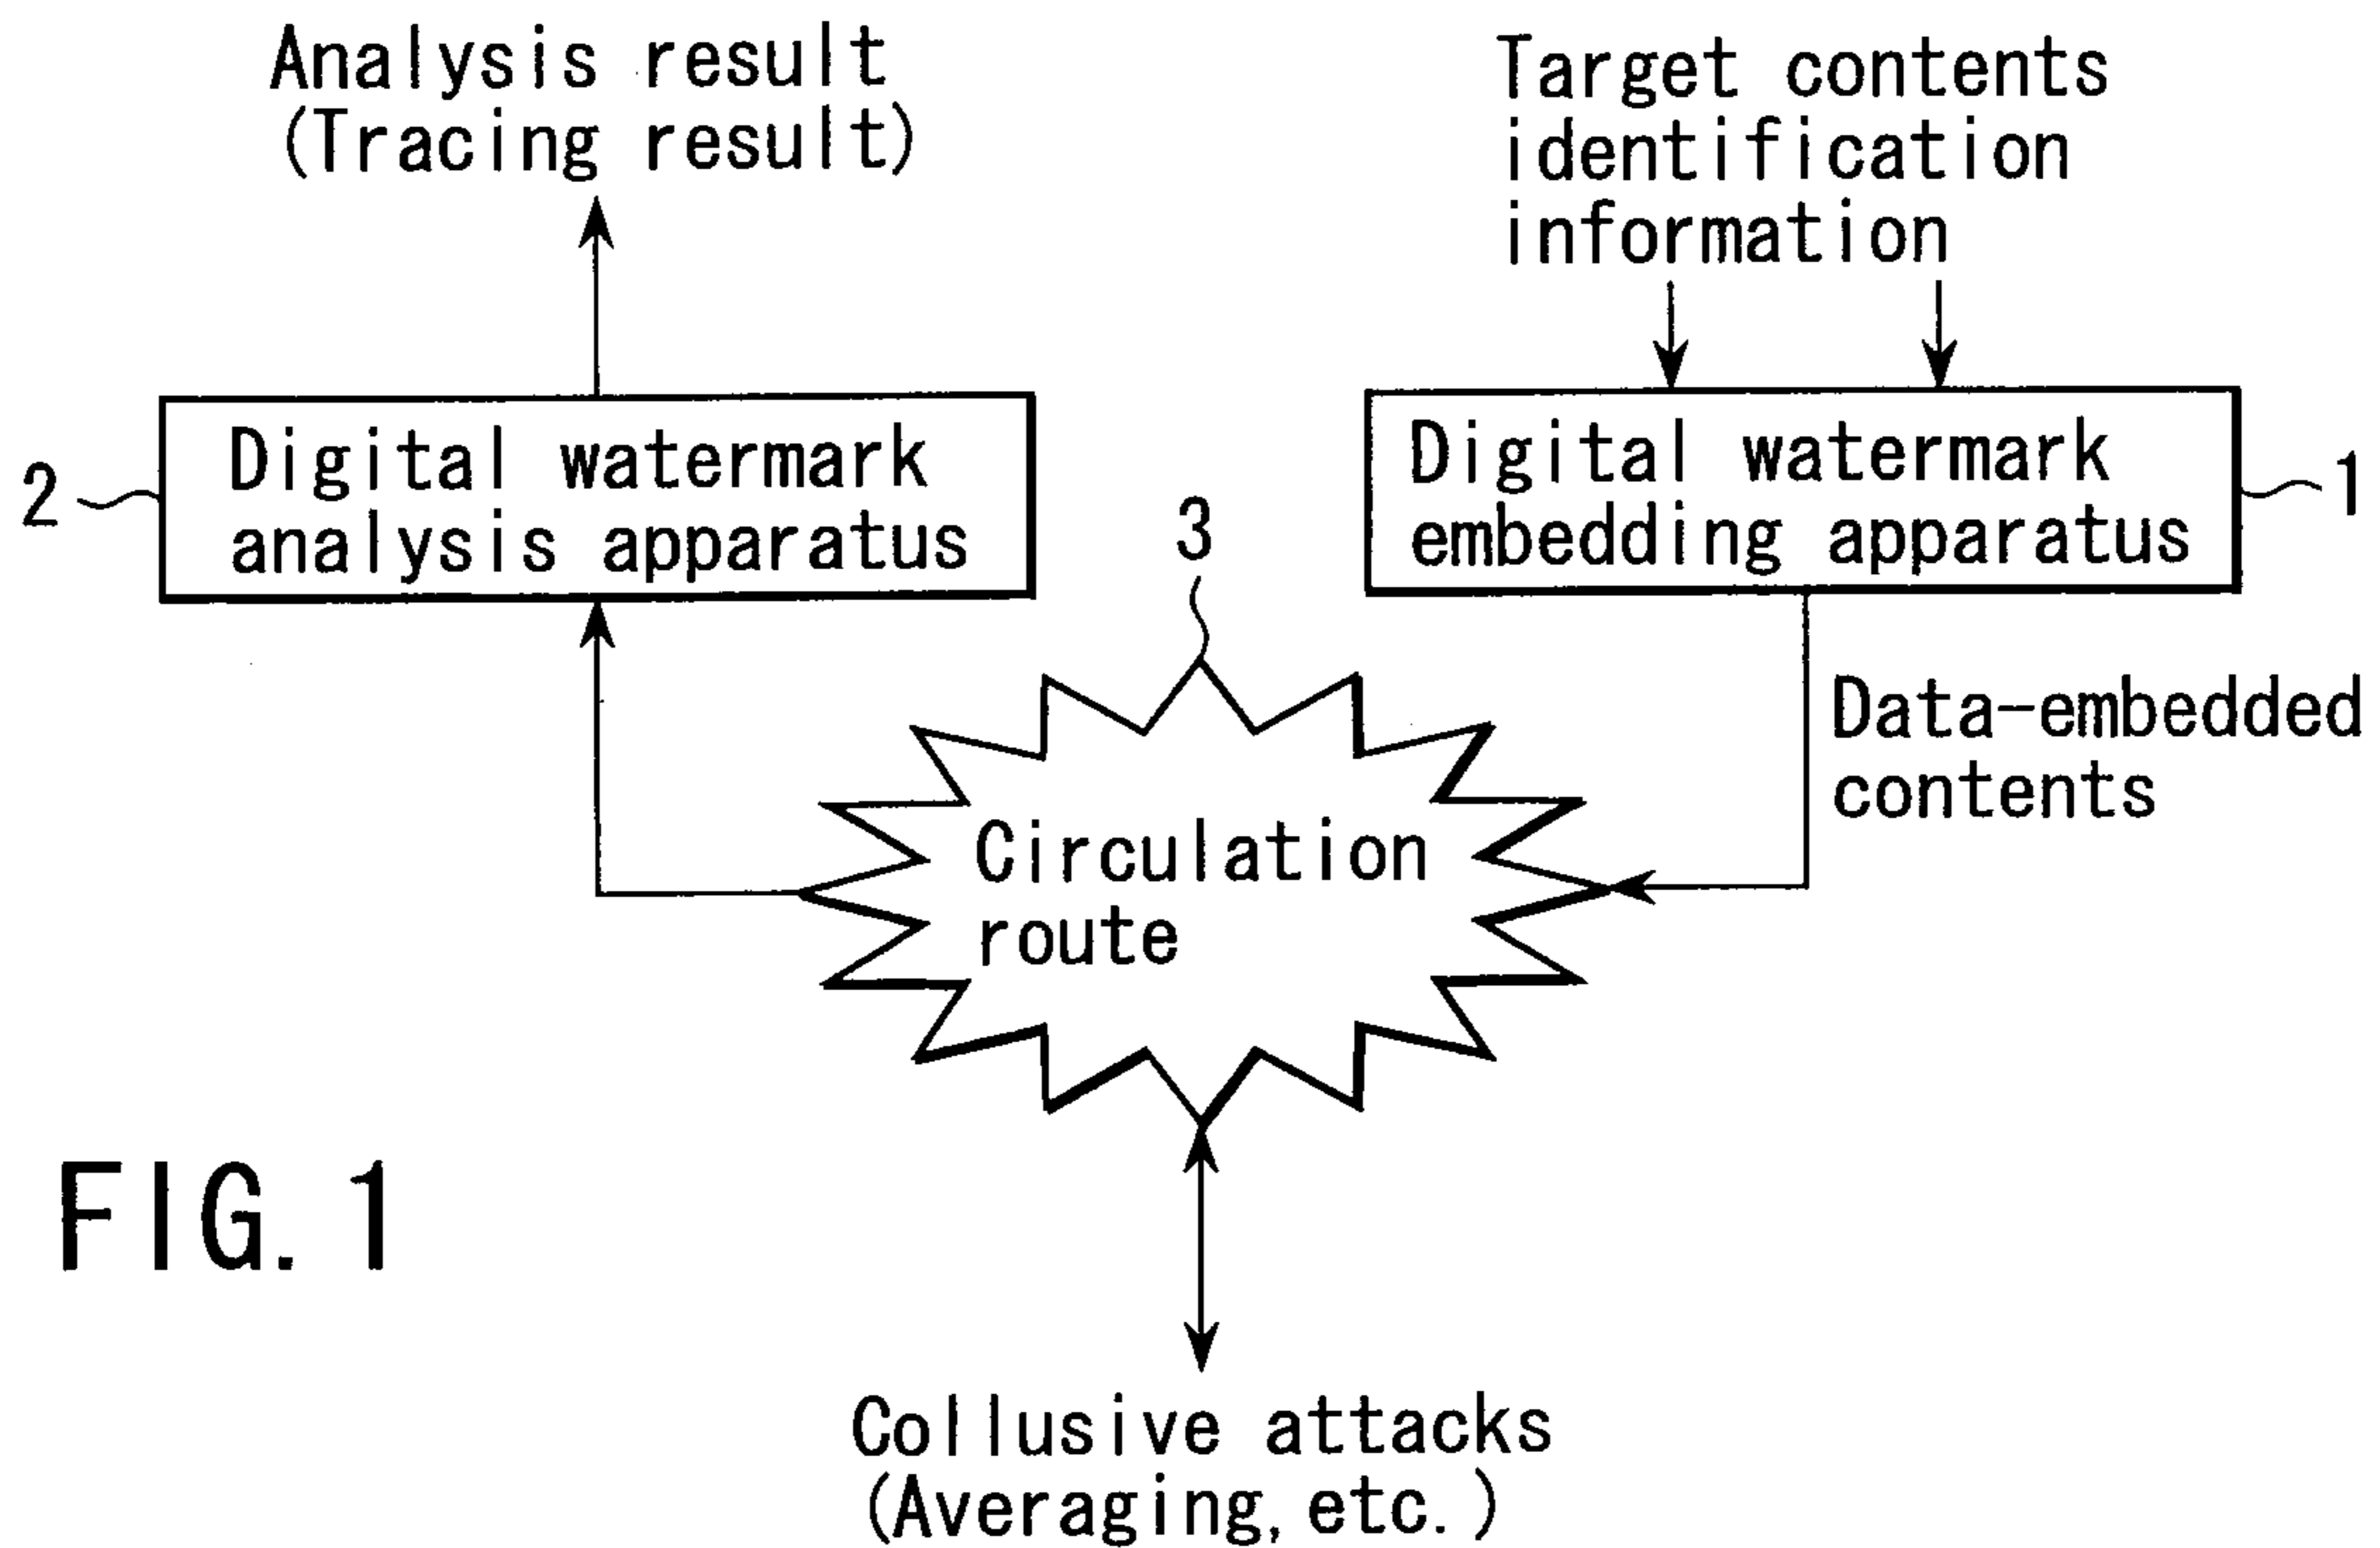 Analysis result
(Tracing result)
Target contents
identification
information
2
Digital watermark
analysis apparatus
Digital watermark
embedding apparatus
1
3
Data-embedded
contents
Circulation
route
FIG. 1
Collusive attacks
(Averaging, etc.)